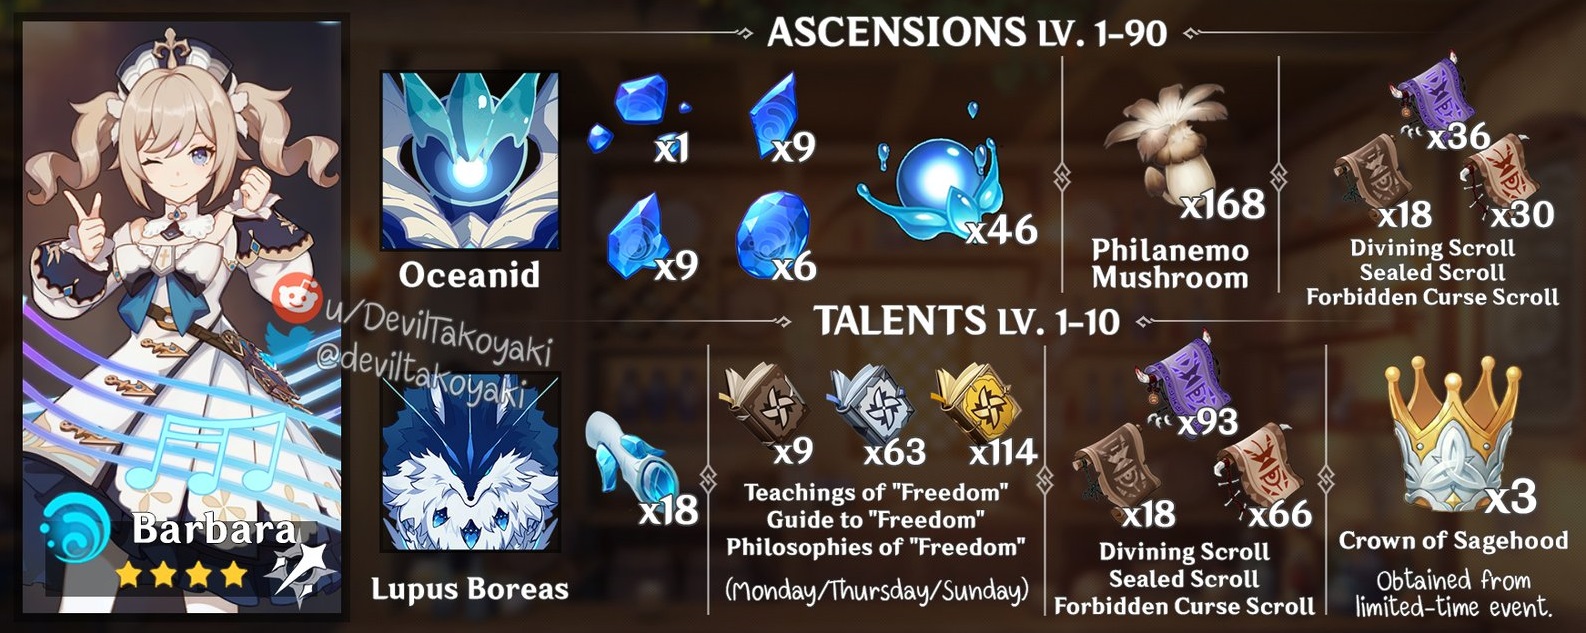 ASCENSIONS LV. 1-90
x1
x9
x9
x6
x46
x168
x36
x18
x30
Oceanid
Philanemo
Mushroom
Divining Scroll
Sealed Scroll
Forbidden Curse Scroll
u/DevilTakoyaki
@deviltakoyaki
TALENTS LV. 1-10
x18
x9
x63
x114
x93
x18
x66
x3
Teachings of "Freedom"
Guide to "Freedom"
Philosophies of "Freedom"
(Monday/Thursday/Sunday)
Divining Scroll
Sealed Scroll
Forbidden Curse Scroll
Crown of Sagehood
Obtained from
limited-time event.
Barbara
Lupus Boreas